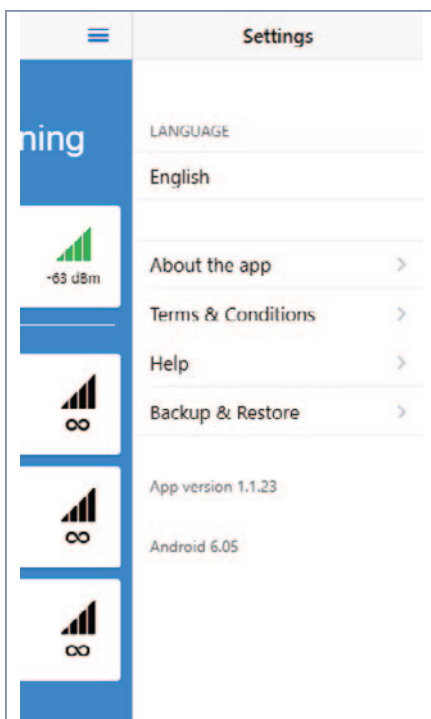 Settings
ning
LANGUAGE
English
-63 dBm
About the app
Terms & Conditions
Help
Backup & Restore
∞
App version 1.1.23
∞
Android 6.05
∞